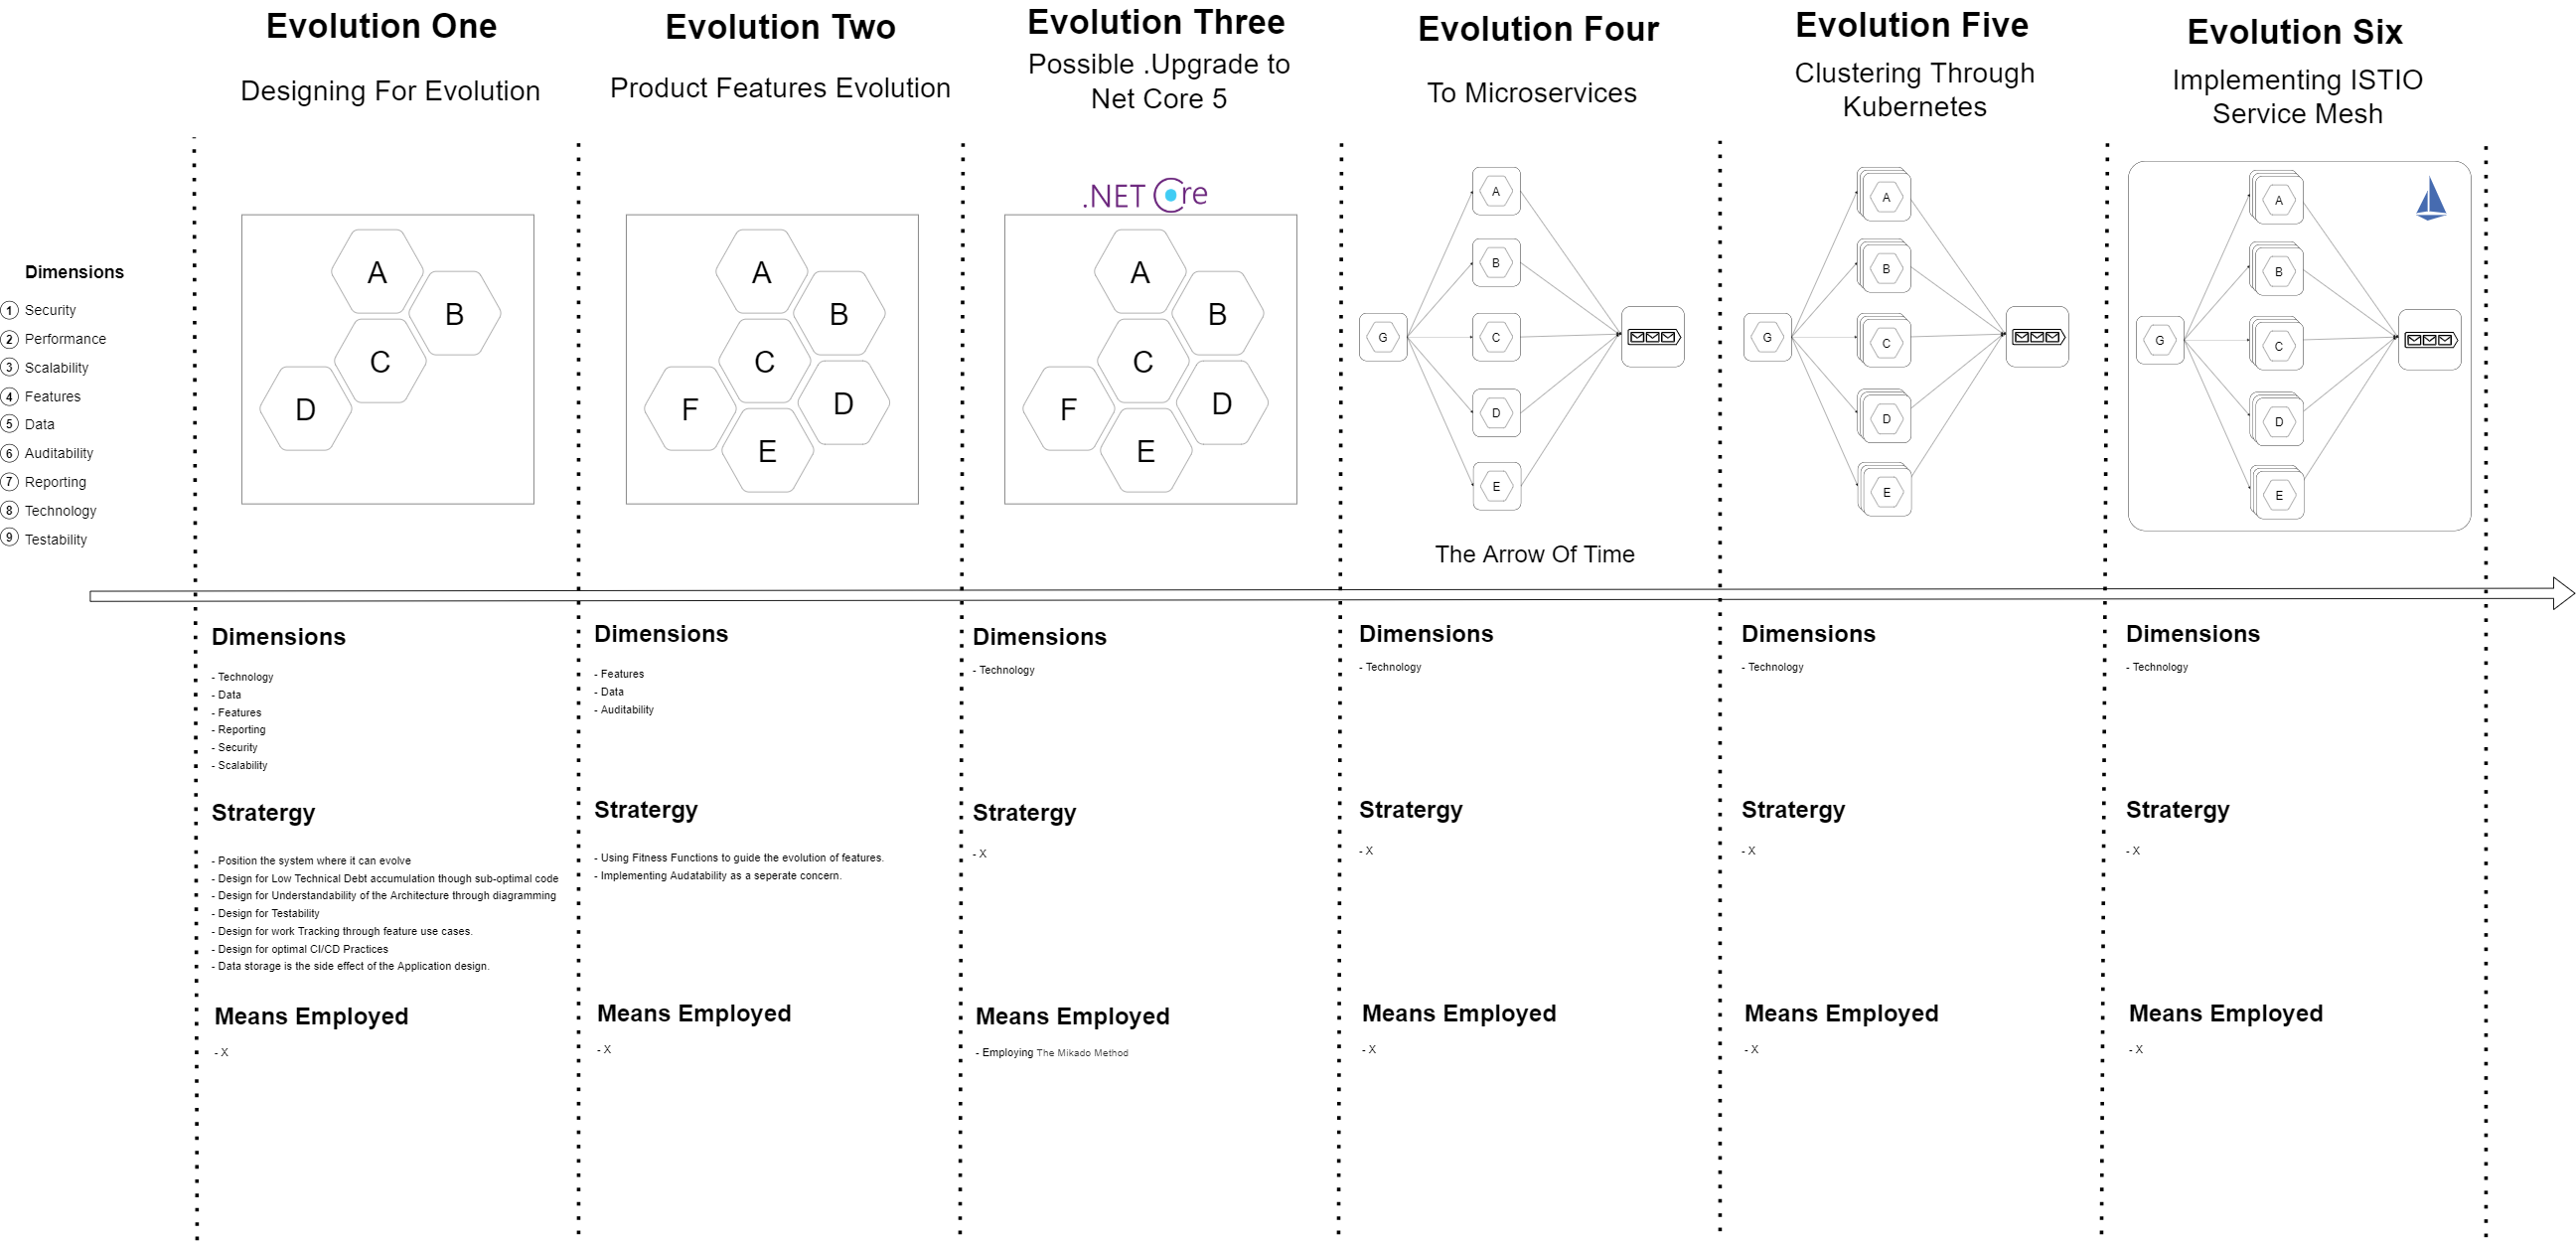 Evolution One
Designing For Evolution
Evolution Two
Product Features Evolution
Evolution Three
Possible .Upgrade to
Net Core 5
Evolution Four
To Microservices
Evolution Five
Clustering Through
Kubernetes
Evolution Six
Implementing ISTIO
Service Mesh
Dimensions
1 Security
2 Performance
3 Scalability
4 Features
5 Data
6 Auditability
7 Reporting
8 Technology
9 Testability
A
B
C
D
A
B
C
F
D
E
.NET Core
A
B
C
F
D
E
A
B
G
C
D
E
A
B
G
C
D
E
A
B
G
C
D
E
The Arrow Of Time
Dimensions
- Technology
- Data
- Features
- Reporting
- Security
- Scalability
Stratergy
- Position the system where it can evolve
- Design for Low Technical Debt accumulation though sub-optimal code
- Design for Understandability of the Architecture through diagramming
- Design for Testability
- Design for work Tracking through feature use cases.
- Design for optimal CI/CD Practices
- Data storage is the side effect of the Application design.
Means Employed
- X
Dimensions
- Features
- Data
- Auditability
Stratergy
- Using Fitness Functions to guide the evolution of features.
- Implementing Audatability as a seperate concern.
Means Employed
- X
Dimensions
- Technology
Stratergy
- X
Means Employed
- Employing The Mikado Method
Dimensions
- Technology
Stratergy
- X
Means Employed
- X
Dimensions
- Technology
Stratergy
- X
Means Employed
- X
Dimensions
- Technology
Stratergy
- X
Means Employed
- X